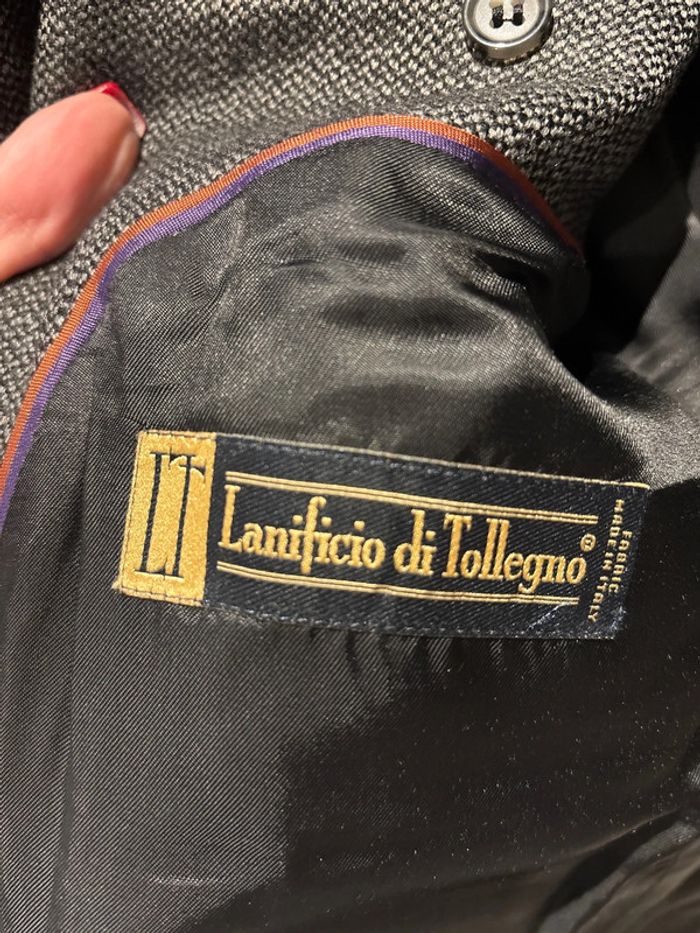 LT
Lanificio di Tollegno®
FABRIC
MADE IN ITALY